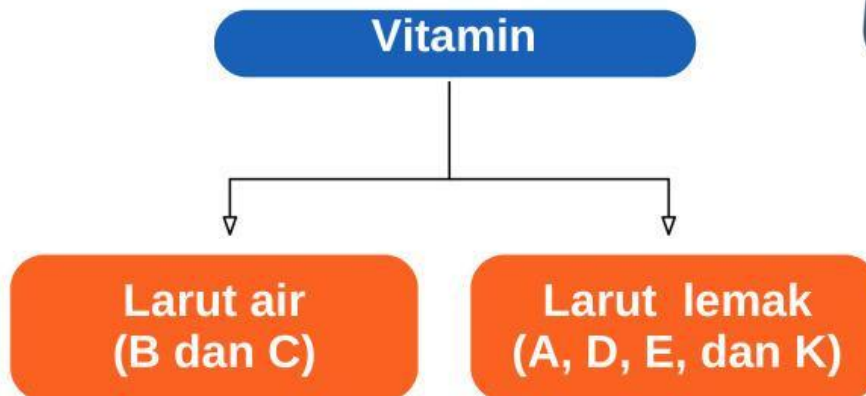 Vitamin
Larut air
(B dan C)
Larut lemak
(A, D, E, dan K)